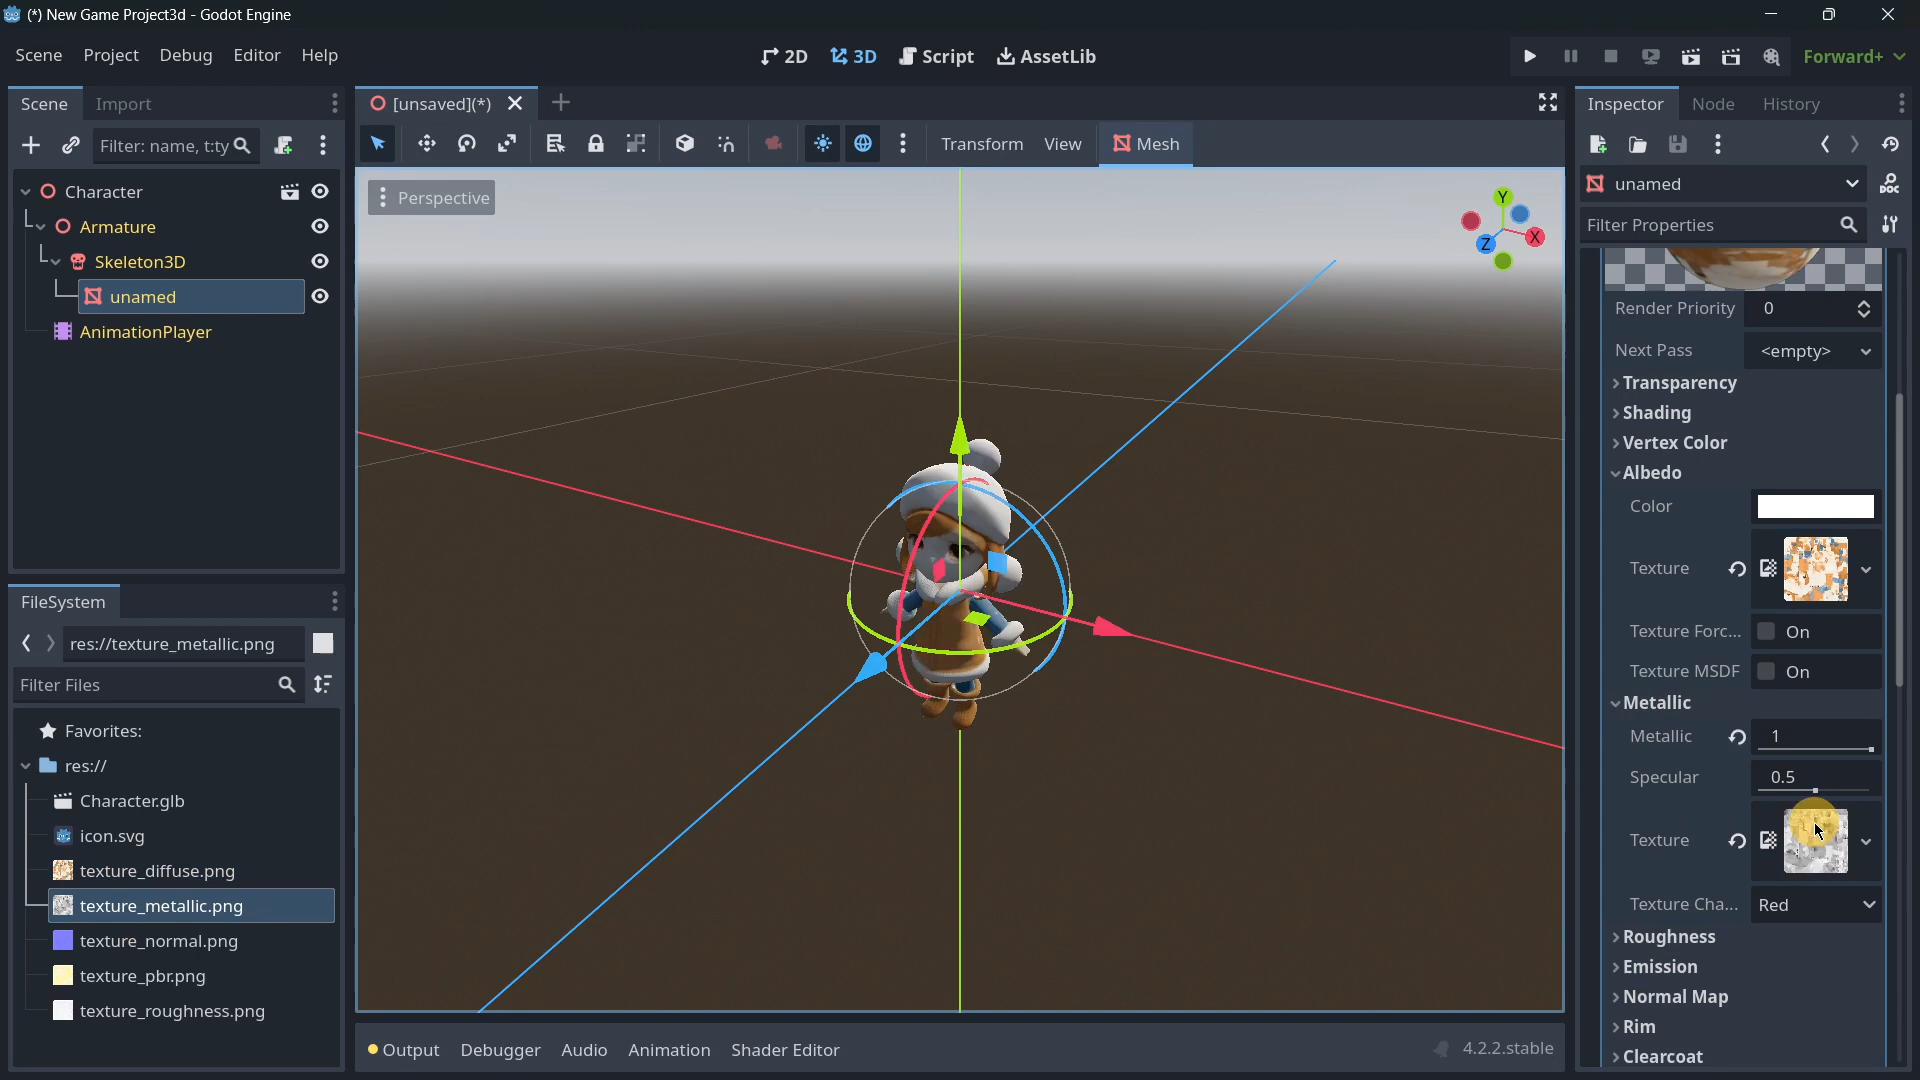 (*) New Game Project3d - Godot Engine
Scene Project Debug Editor Help
2D 3D Script AssetLib
Forward+
Scene Import
Filter: name, t:ty
Character
Armature
Skeleton3D
unamed
AnimationPlayer
FileSystem
res://texture_metallic.png
Filter Files
Favorites:
res://
Character.glb
icon.svg
texture_diffuse.png
texture_metallic.png
texture_normal.png
texture_pbr.png
texture_roughness.png
[unsaved](*)
Transform View Mesh
Perspective
Y
X
Z
Output Debugger Audio Animation Shader Editor
4.2.2.stable
Inspector Node History
unamed
DOC
Filter Properties
Render Priority 0
Next Pass <empty>
Transparency
Shading
Vertex Color
Albedo
Color
Texture
Texture Forc... On
Texture MSDF On
Metallic
Metallic 1
Specular 0.5
Texture
Texture Cha... Red
Roughness
Emission
Normal Map
Rim
Clearcoat